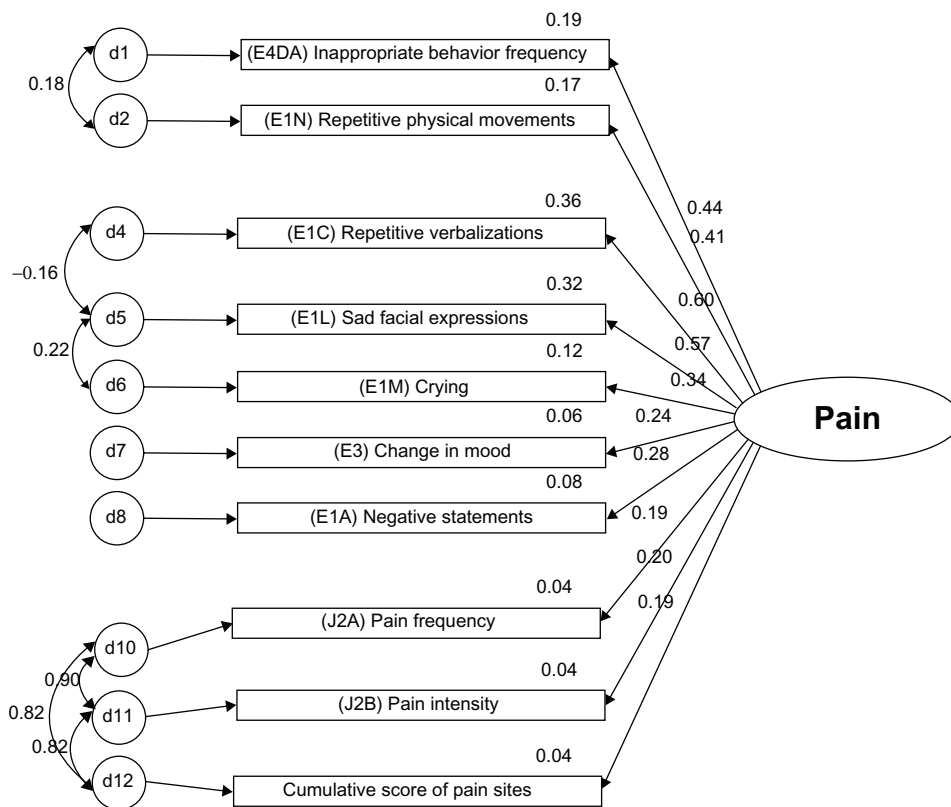 0.19
d1
(E4DA) Inappropriate behavior frequency
0.18
0.17
d2
(E1N) Repetitive physical movements
0.36
0.44
0.41
d4
(E1C) Repetitive verbalizations
−0.16
0.32
0.60
d5
(E1L) Sad facial expressions
0.57
0.22
0.12
0.34
d6
(E1M) Crying
0.06
0.24
Pain
d7
(E3) Change in mood
0.28
0.08
d8
(E1A) Negative statements
0.19
0.20
0.04
0.19
d10
(J2A) Pain frequency
0.90
0.04
0.82
d11
(J2B) Pain intensity
0.82
0.04
d12
Cumulative score of pain sites